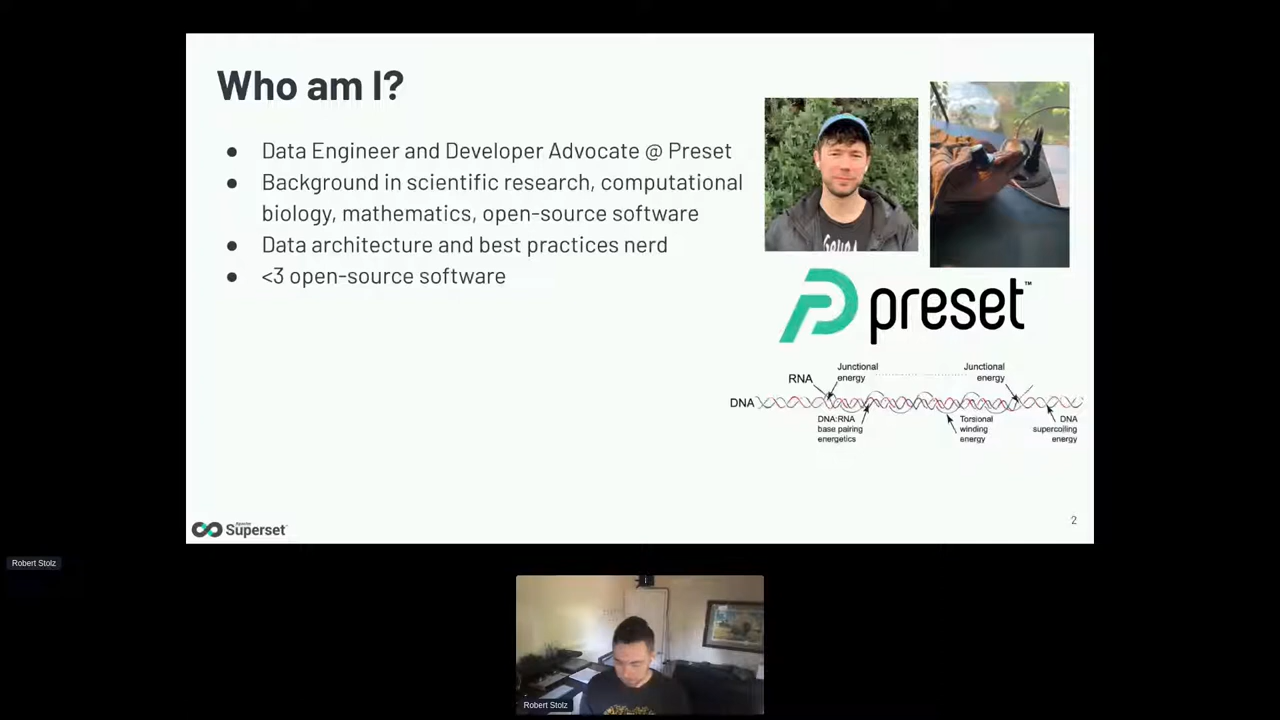 Who am I?
● Data Engineer and Developer Advocate @ Preset
● Background in scientific research, computational
biology, mathematics, open-source software
● Data architecture and best practices nerd
● <3 open-source software
preset™
Junctional
energy
Junctional
energy
RNA
DNA
DNA:RNA
base pairing
energetics
Torsional
winding
energy
DNA
supercoiling
energy
Apache
Superset
2
Robert Stolz
Robert Stolz